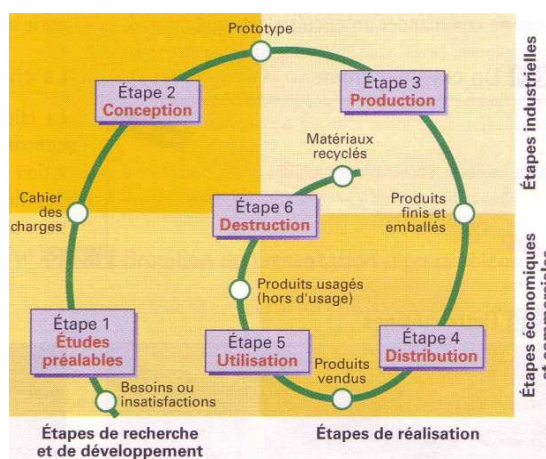 Prototype
Étape 2
Conception
Étape 3
Production
Matériaux
recyclés
Cahier
des
charges
Étape 6
Destruction
Produits
finis et
emballés
Produits usagés
(hors d'usage)
Étape 1
Études
préalables
Étape 5
Utilisation
Étape 4
Distribution
Produits
vendus
Besoins ou
insatisfactions
Étapes de recherche
et de développement
Étapes de réalisation
Étapes industrielles
Étapes économiques
et commerciales